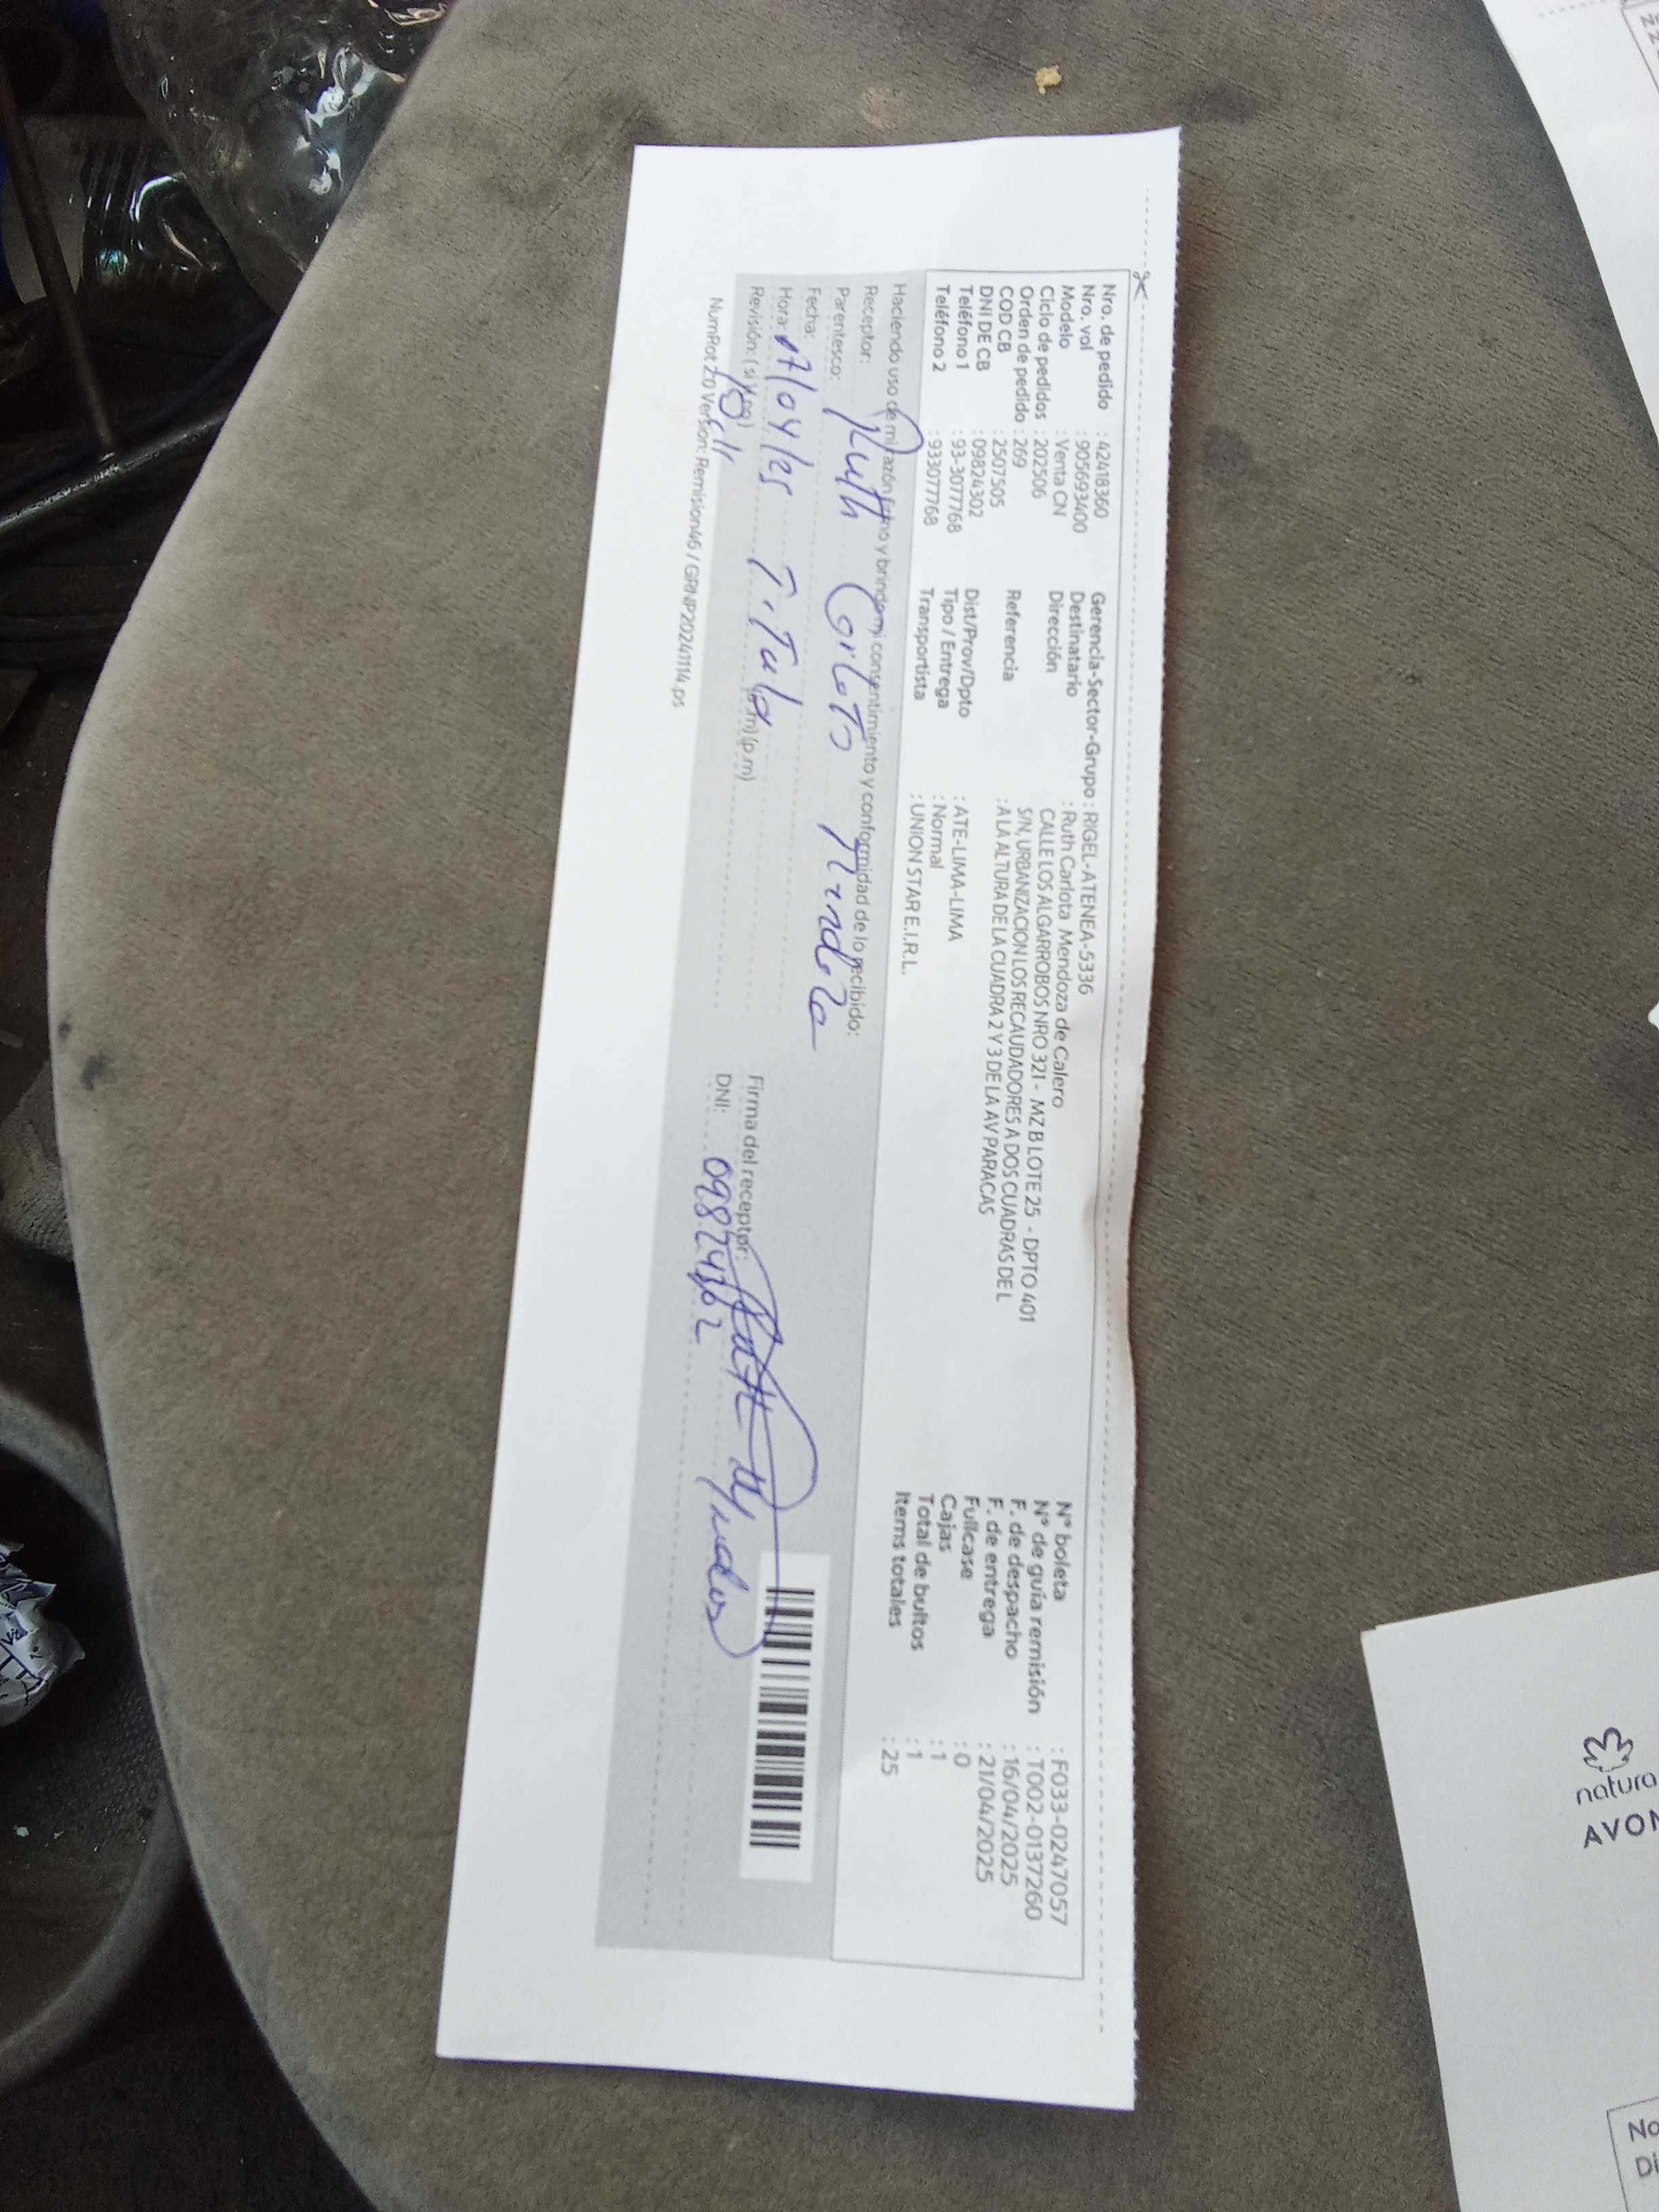 Nro. de pedido : 42418360
Nro. vol : 905693400
Modelo : Venta CN
Ciclo de pedidos : 202506
Orden de pedido : 269
COD CB : 2507505
DNI DE CB : 09824302
Teléfono 1 : 93-3077768
Teléfono 2 : 933077768
Gerencia-Sector-Grupo : RIGEL-ATENEA-5336
Destinatario : Ruth Carlota Mendoza de Calero
Dirección CALLE LOS ALGARROBOS NRO 321 - MZ B LOTE 25 - DPTO 401
S/N, URBANIZACION LOS RECAUDADORES A DOS CUADRAS DE L
Referencia : A LA ALTURA DE LA CUADRA 2 Y 3 DE LA AV PARACAS
Dist/Prov/Dpto : ATE-LIMA-LIMA
Tipo / Entrega : Normal
Transportista : UNION STAR E.I.R.L.
N° boleta : F033-0247057
N° de guía remisión : T002-0137260
F. de despacho : 16/04/2025
F. de entrega : 21/04/2025
Fullcase : 0
Cajas : 1
Total de bultos : 1
Items totales : 25
Haciendo uso de mi razón firmo y brindo mi consentimiento y conformidad de lo recibido:
Receptor: Ruth Carlota Mendoza
Parentesco:
Fecha:
Hora: (a.m) (p.m)
Revisión: ( si ) ( no )
Firma del receptor:
DNI: 09824302
NumRot 2.0 Version: Remision46 / GRNP20241114.ps
natura
AVON
No
Di